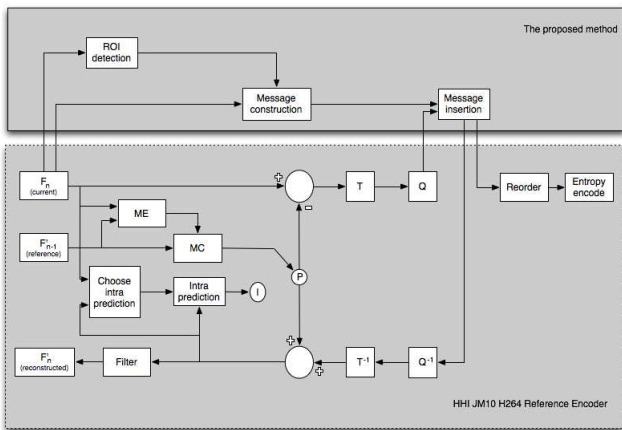 The proposed method
ROI
detection
Message
construction
Message
insertion
Fn
(current)
+
T
Q
Reorder
Entropy
encode
ME
-
F'n-1
(reference)
MC
P
Choose
intra
prediction
Intra
prediction
I
+
F'n
(reconstructed)
Filter
+
T-1
Q-1
HHI JM10 H264 Reference Encoder